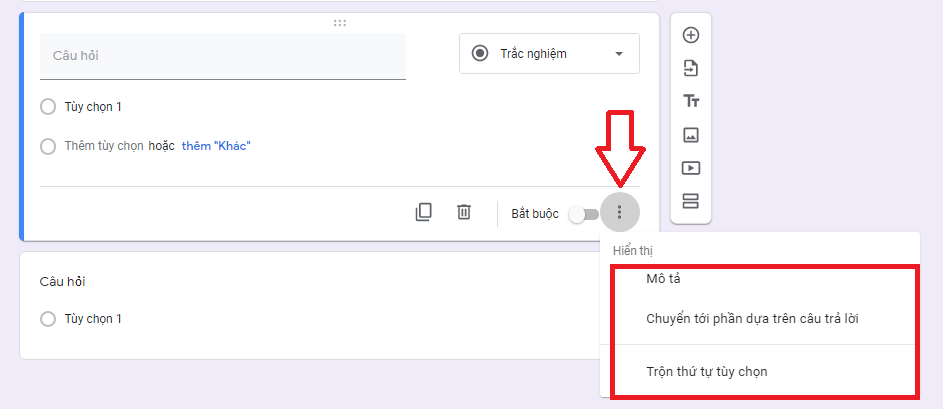 Câu hỏi
Trắc nghiệm
Tùy chọn 1
Thêm tùy chọn hoặc thêm "Khác"
Bắt buộc
Hiển thị
Mô tả
Chuyển tới phần dựa trên câu trả lời
Trộn thứ tự tùy chọn
Câu hỏi
Tùy chọn 1
Tт